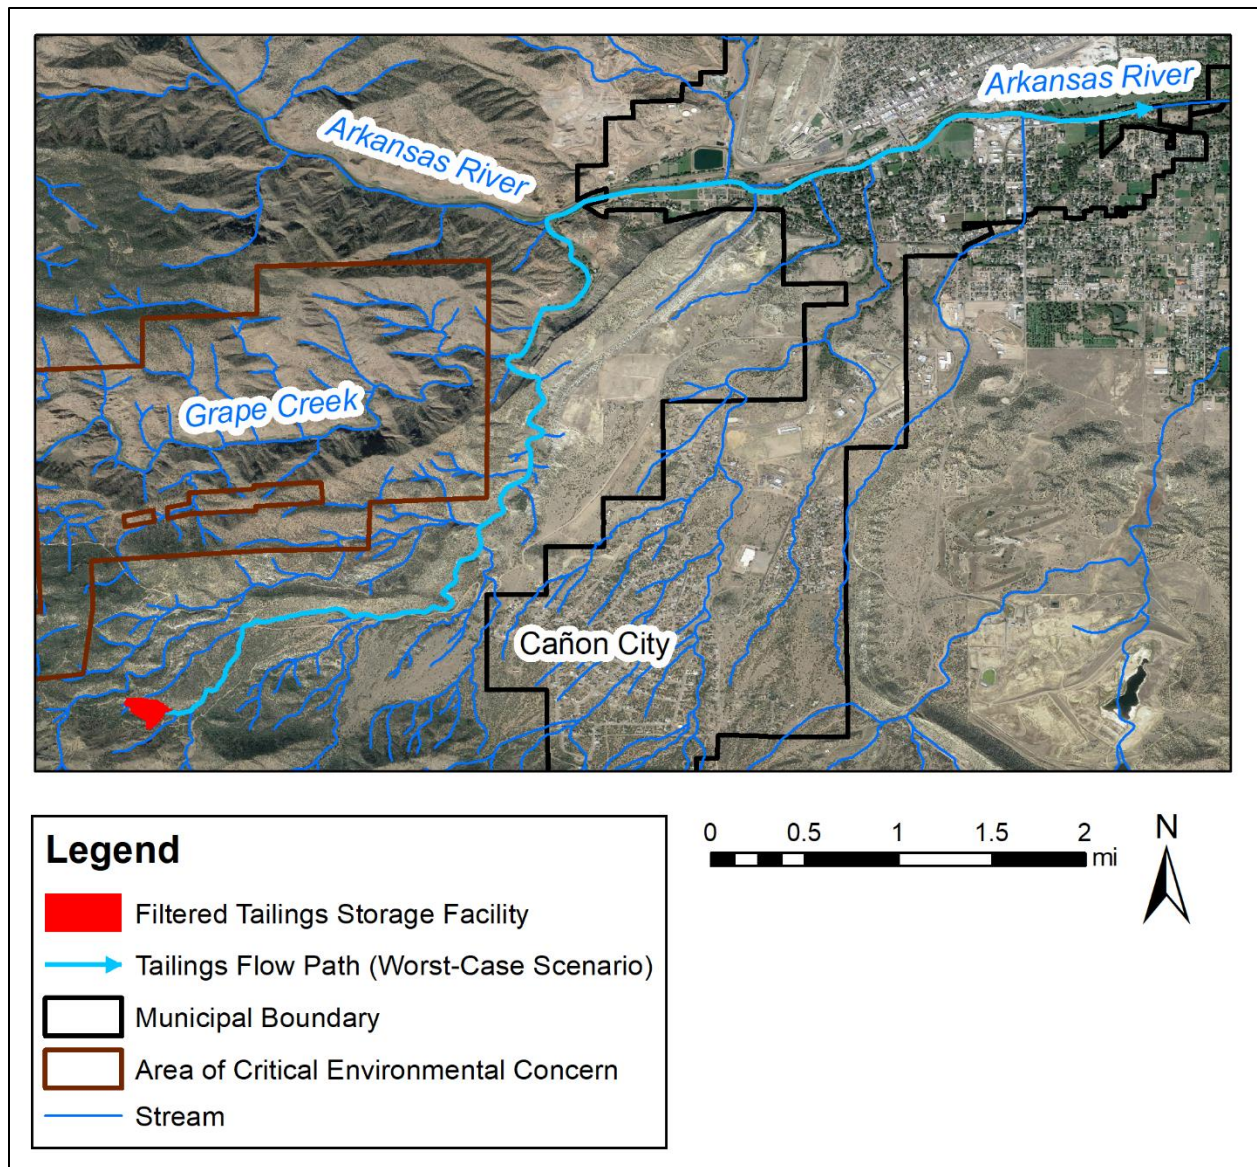 Arkansas River
Arkansas River
Grape Creek
Cañon City
Legend
Filtered Tailings Storage Facility
Tailings Flow Path (Worst-Case Scenario)
Municipal Boundary
Area of Critical Environmental Concern
Stream
0 0.5 1 1.5 2
mi
N